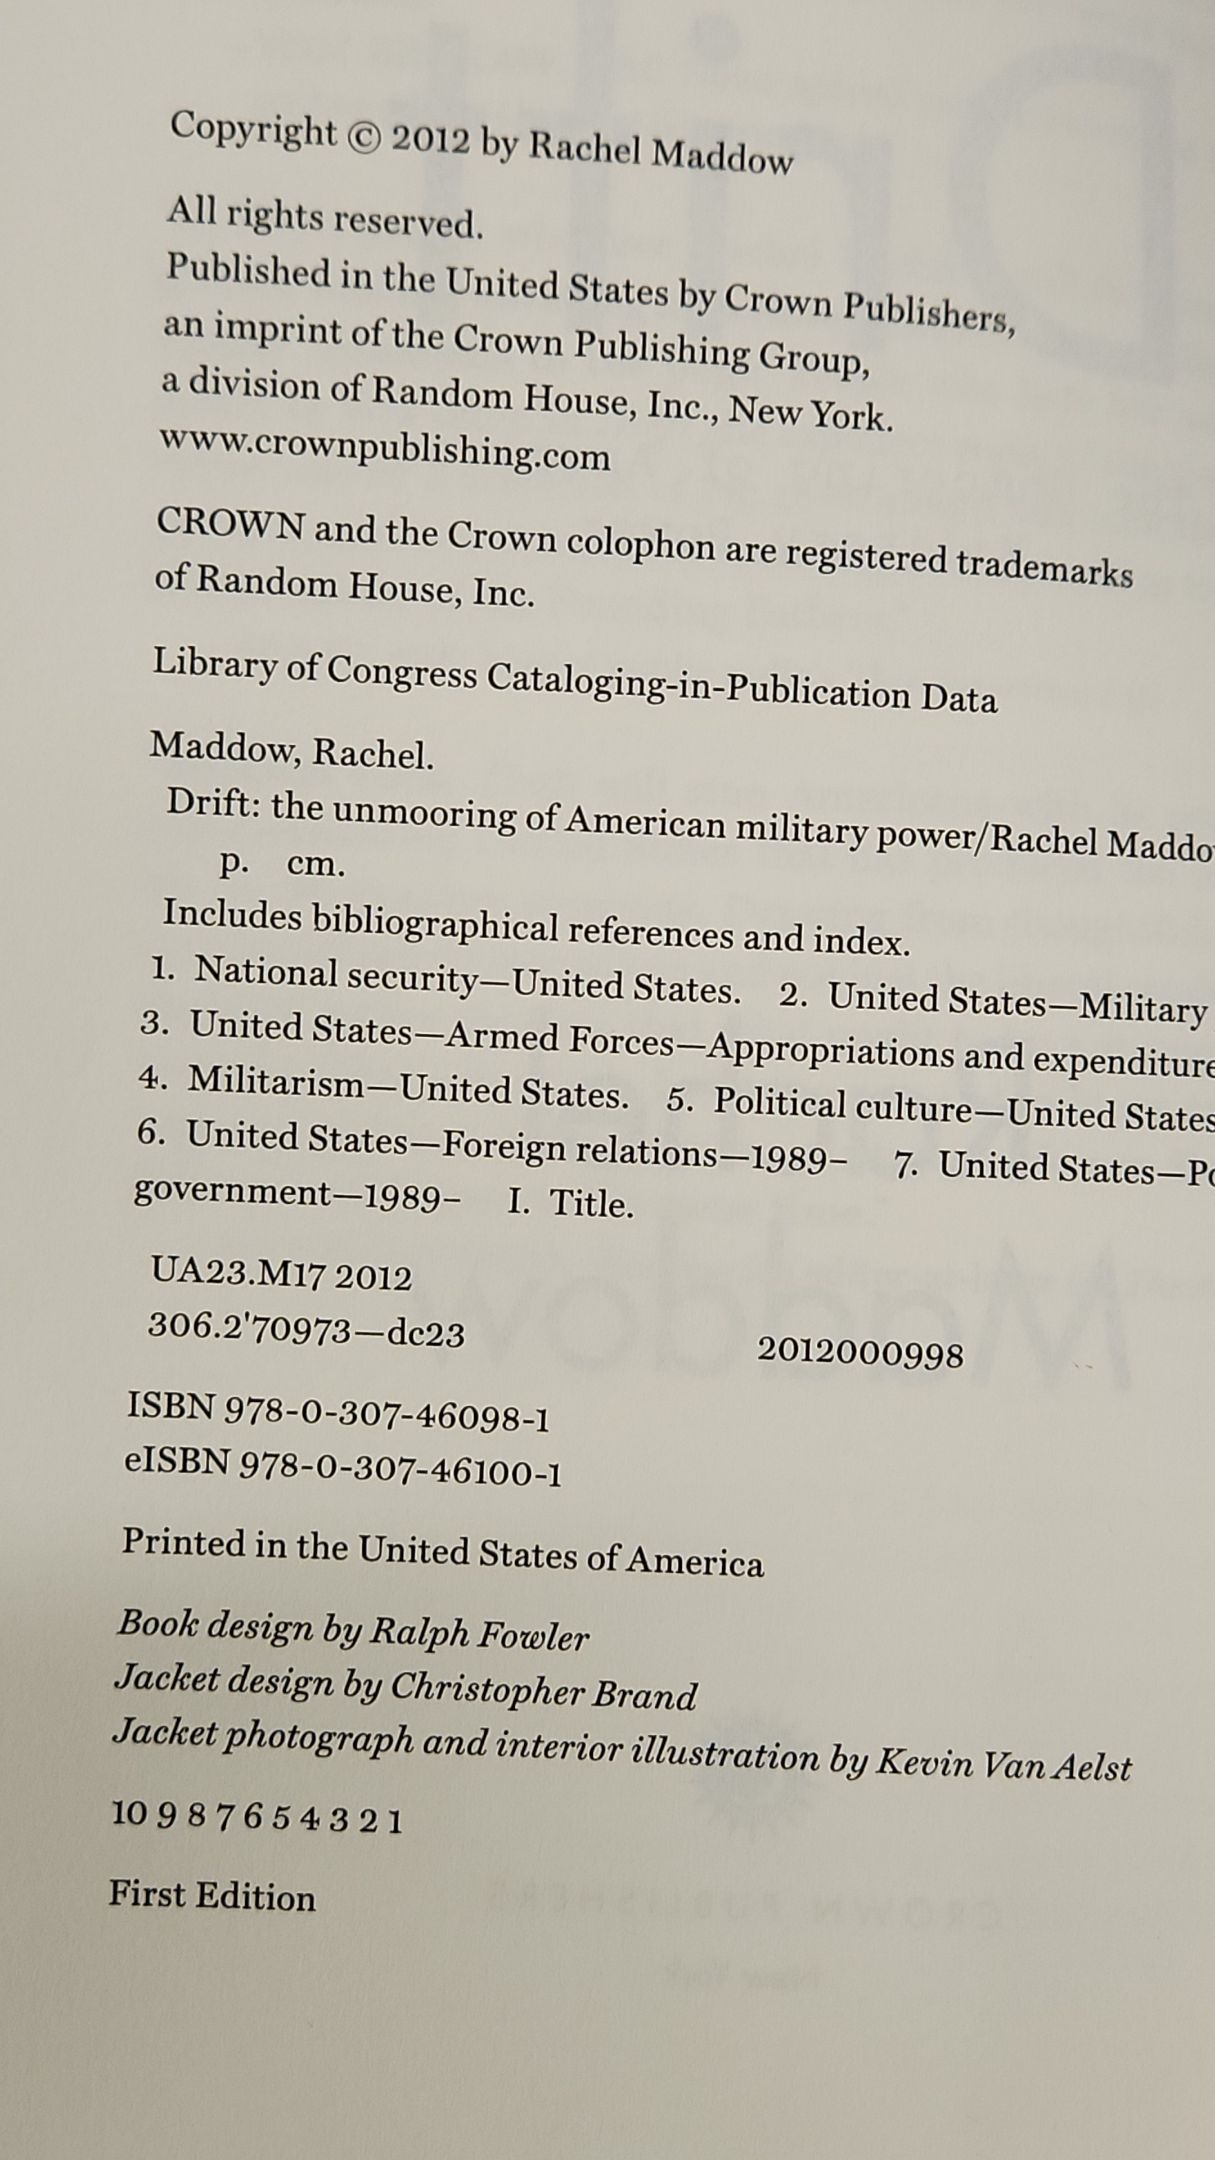 Copyright © 2012 by Rachel Maddow
All rights reserved.
Published in the United States by Crown Publishers,
an imprint of the Crown Publishing Group,
a division of Random House, Inc., New York.
www.crownpublishing.com
CROWN and the Crown colophon are registered trademarks
of Random House, Inc.
Library of Congress Cataloging-in-Publication Data
Maddow, Rachel.
Drift: the unmooring of American military power/Rachel Maddo
p. cm.
Includes bibliographical references and index.
1. National security—United States. 2. United States—Military
3. United States—Armed Forces—Appropriations and expenditure
4. Militarism—United States. 5. Political culture—United States
6. United States—Foreign relations—1989– 7. United States—Po
government—1989– I. Title.
UA23.M17 2012
306.2'70973—dc23 2012000998
ISBN 978-0-307-46098-1
eISBN 978-0-307-46100-1
Printed in the United States of America
Book design by Ralph Fowler
Jacket design by Christopher Brand
Jacket photograph and interior illustration by Kevin Van Aelst
10 9 8 7 6 5 4 3 2 1
First Edition